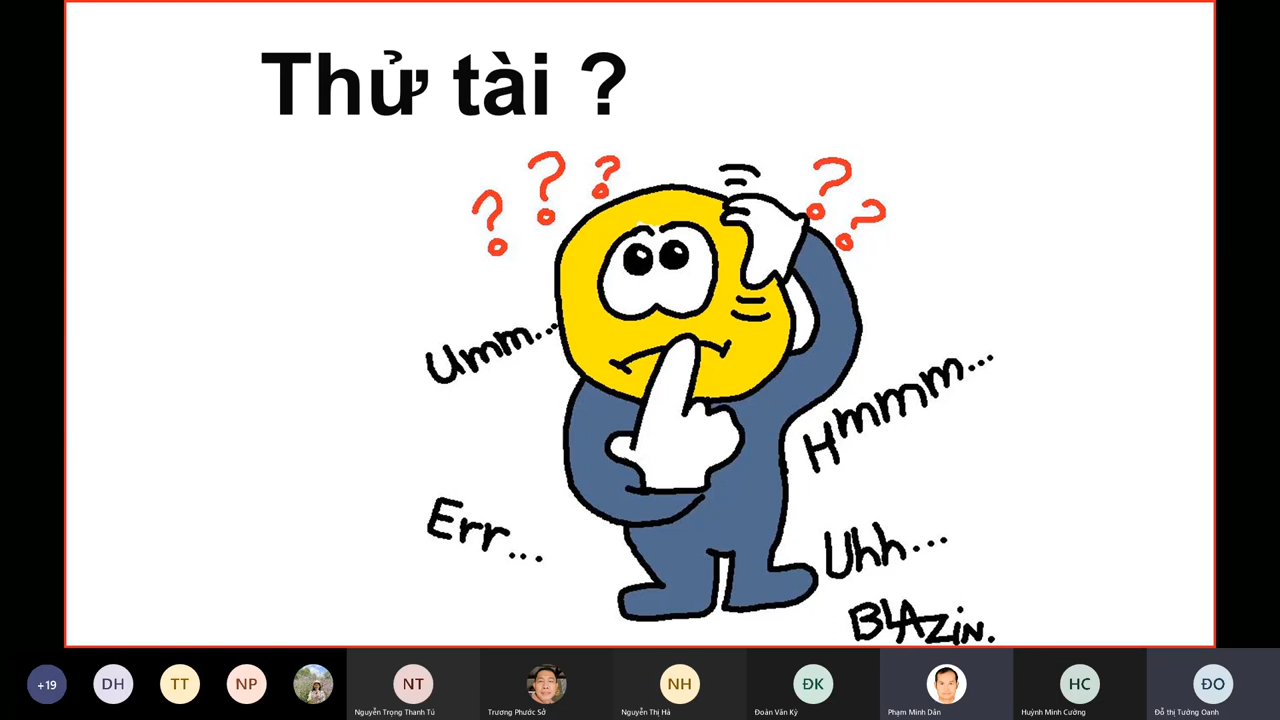 Thử tài ?
? ? ? ? ?
Umm...
Hmmm...
Err...
Uhh...
BLAZiN.
+19 DH TT NP NT NH ĐK HC ĐO
Nguyễn Trọng Thanh Tú Trương Phước Sở Nguyễn Thị Hà Đoàn Văn Kỳ Phạm Minh Dân Huỳnh Minh Cường Đỗ thị Tường Oanh